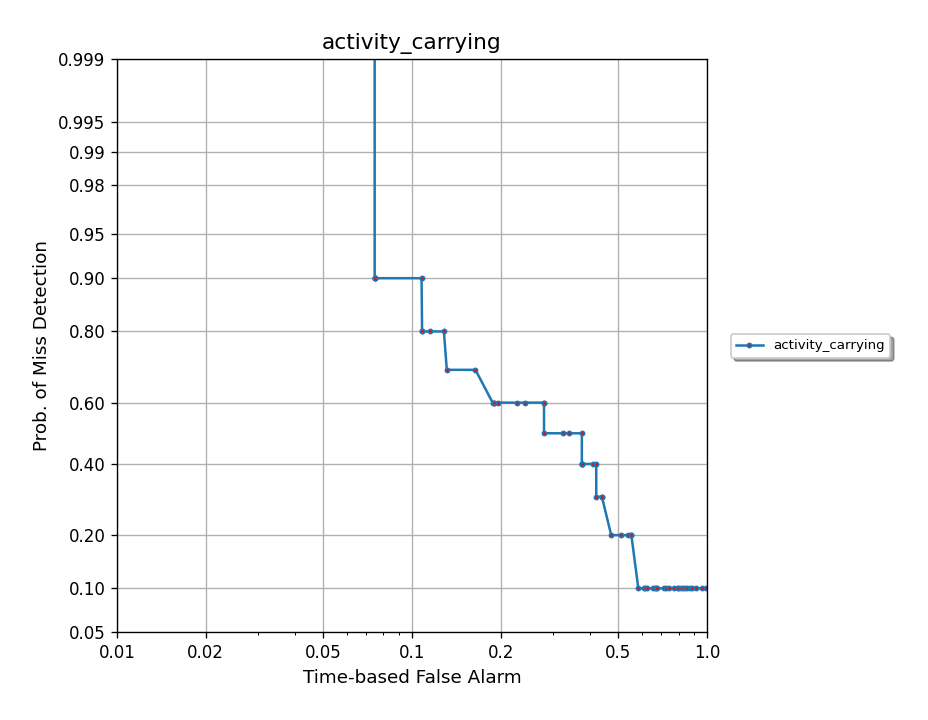 activity_carrying
0.999
0.995
0.99
0.98
0.95
0.90
0.80
0.60
0.40
0.20
0.10
0.05
Prob. of Miss Detection
0.01 0.02 0.05 0.1 0.2 0.5 1.0
Time-based False Alarm
activity_carrying